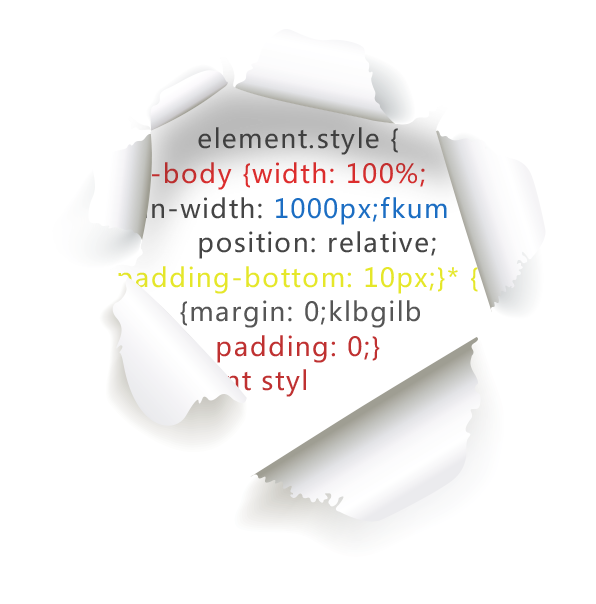 element.style {
-body {width: 100%;
n-width: 1000px;fkum
position: relative;
padding-bottom: 10px;}* {
{margin: 0;klbgilb
padding: 0;}
nt styl